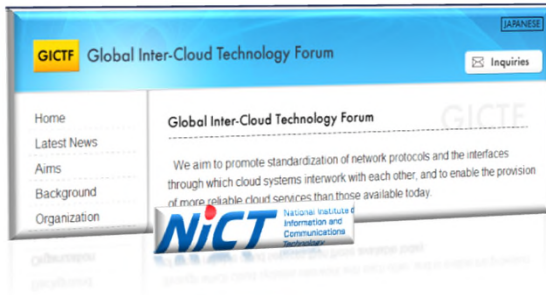 JAPANESE
GICTF Global Inter-Cloud Technology Forum
Inquiries
Home
Latest News
Aims
Background
Organization
GICTF
Global Inter-Cloud Technology Forum
We aim to promote standardization of network protocols and the interfaces
through which cloud systems interwork with each other, and to enable the provision
of more reliable cloud services than those available today.
NiCT
National Institute
Information and
Communications
Technology